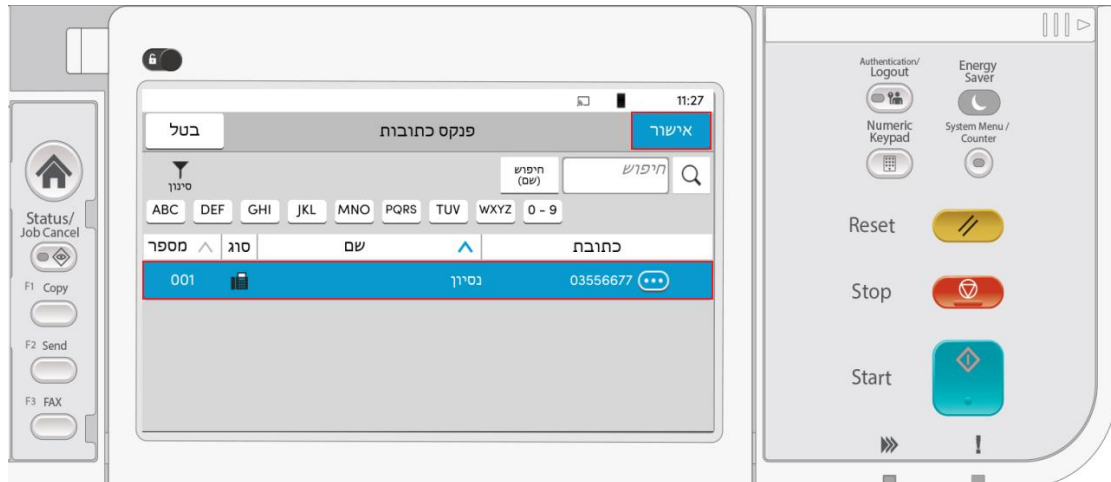 11:27
בטל
פנקס כתובות
אישור
סינון
חיפוש
(שם)
חיפוש
ABC DEF GHI JKL MNO PQRS TUV WXYZ 0 - 9
מספר סוג שם כתובת
001 נסיון 03556677
Status/
Job Cancel
F1 Copy
F2 Send
F3 FAX
Authentication/
Logout
Energy
Saver
Numeric
Keypad
System Menu /
Counter
Reset
Stop
Start
!